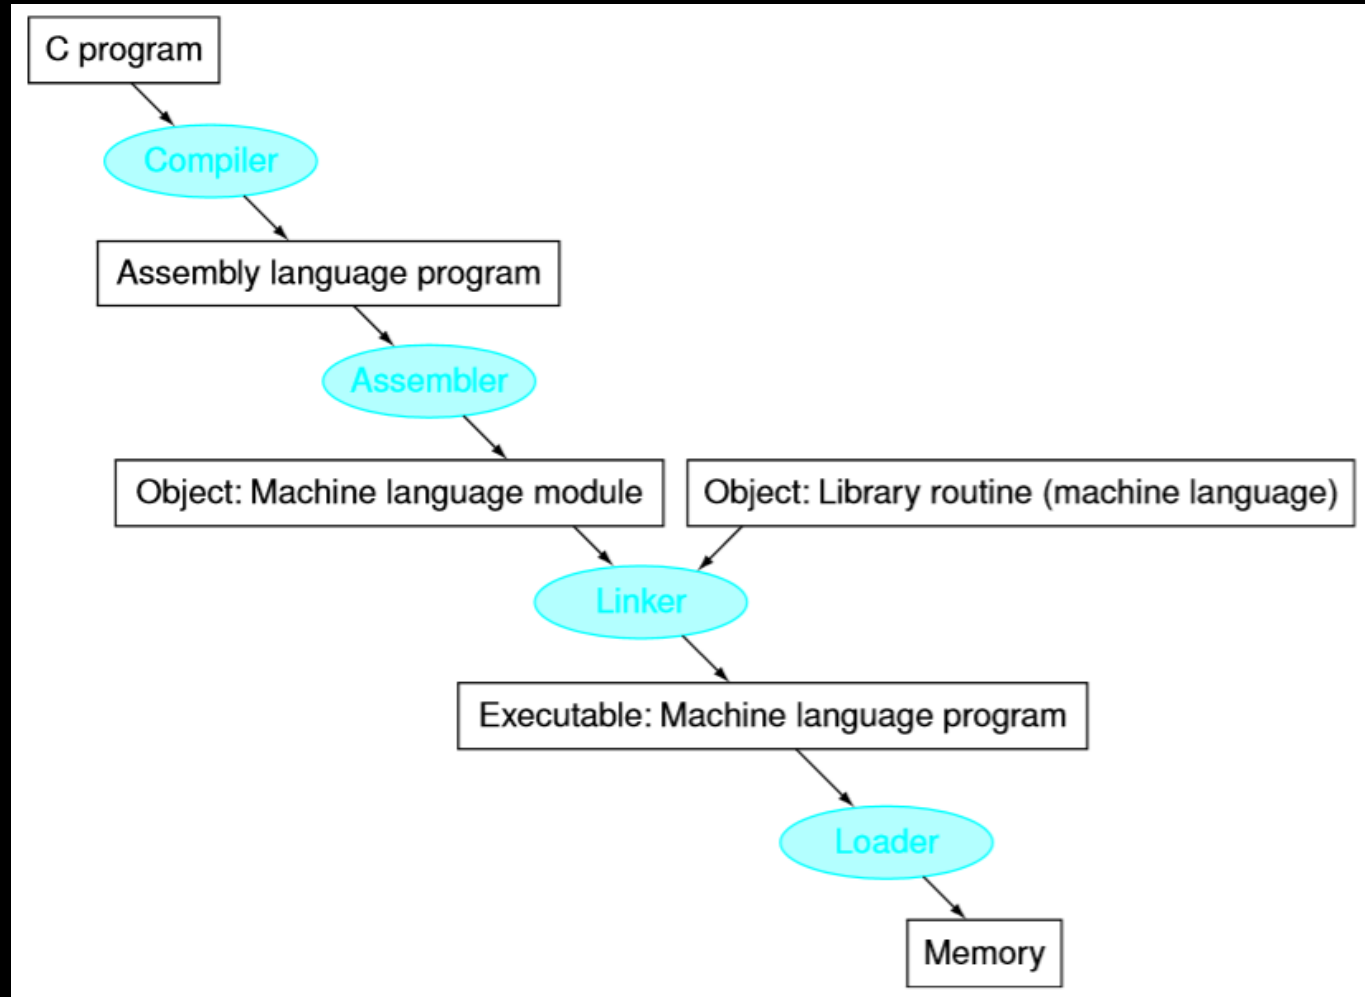 C program
Compiler
Assembly language program
Assembler
Object: Machine language module
Object: Library routine (machine language)
Linker
Executable: Machine language program
Loader
Memory